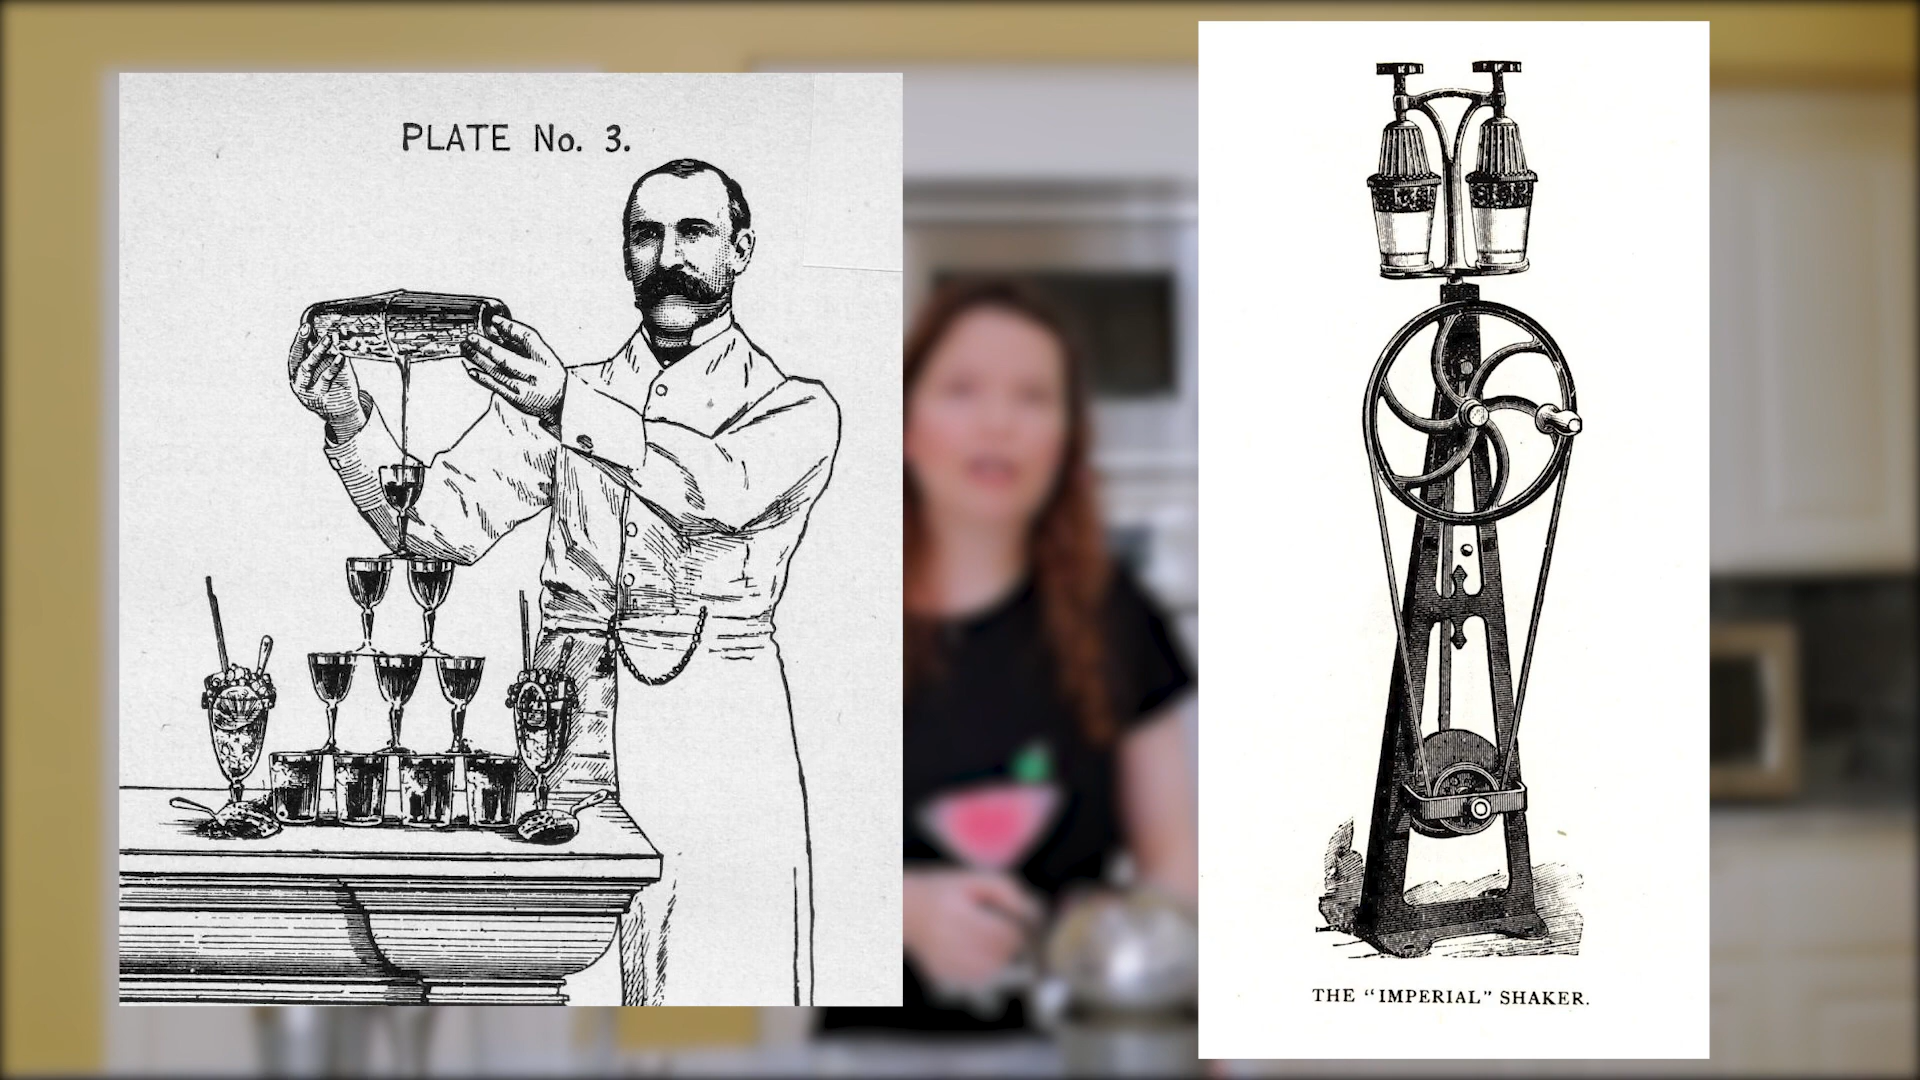 PLATE No. 3.
THE "IMPERIAL" SHAKER.